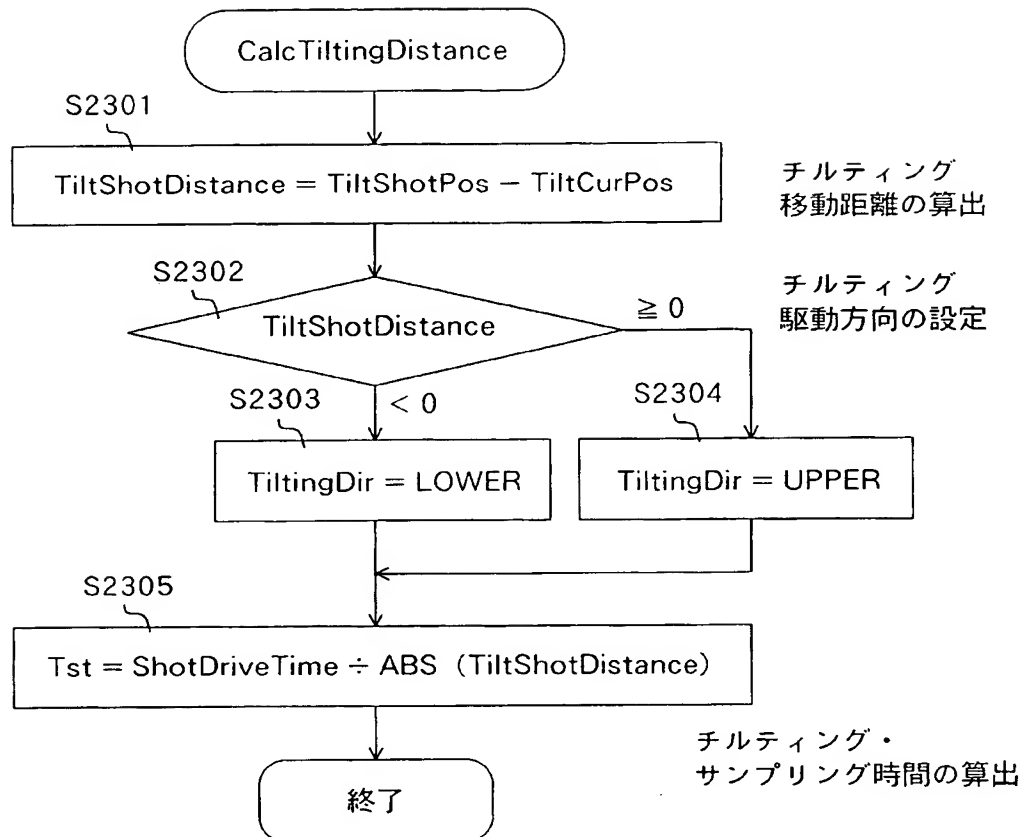 CalcTiltingDistance
S2301
TiltShotDistance = TiltShotPos − TiltCurPos
チルティング
移動距離の算出
S2302
TiltShotDistance
≧ 0
チルティング
駆動方向の設定
< 0
S2303
TiltingDir = LOWER
S2304
TiltingDir = UPPER
S2305
Tst = ShotDriveTime ÷ ABS (TiltShotDistance)
チルティング・
サンプリング時間の算出
終了